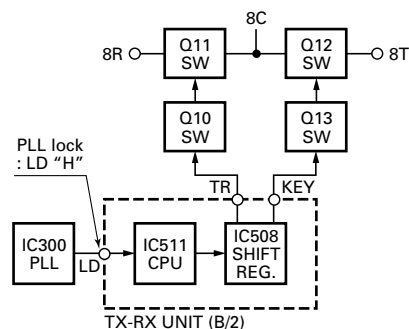 8C
8R
Q11
SW
Q12
SW
8T
Q10
SW
Q13
SW
PLL lock
: LD “H”
TR
KEY
IC300
PLL
LD
IC511
CPU
IC508
SHIFT
REG.
TX-RX UNIT (B/2)